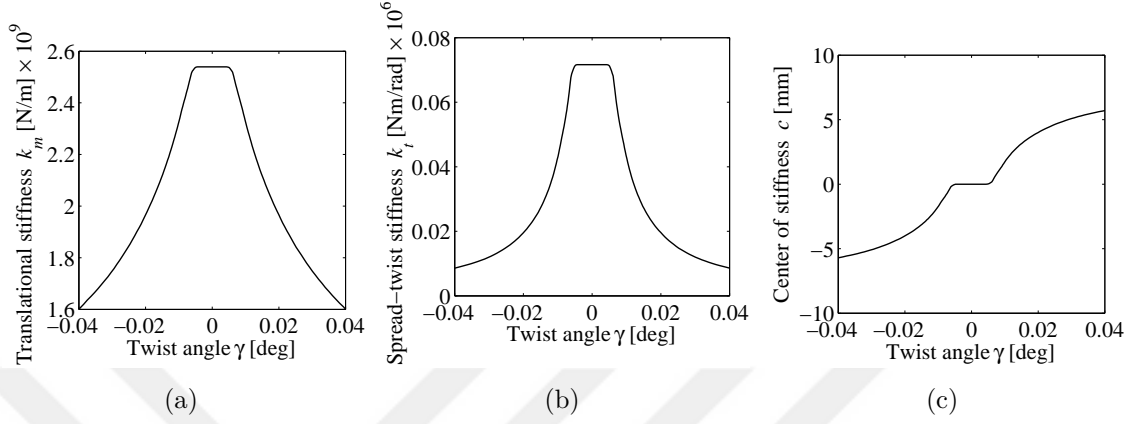 Translational stiffness k_m [N/m] × 10^9
2.6
2.4
2.2
2
1.8
1.6
−0.04 −0.02 0 0.02 0.04
Twist angle γ [deg]
(a)
Spread−twist stiffness k_t [Nm/rad] × 10^6
0.08
0.06
0.04
0.02
0
−0.04 −0.02 0 0.02 0.04
Twist angle γ [deg]
(b)
Center of stiffness c [mm]
10
5
0
−5
−10
−0.04 −0.02 0 0.02 0.04
Twist angle γ [deg]
(c)